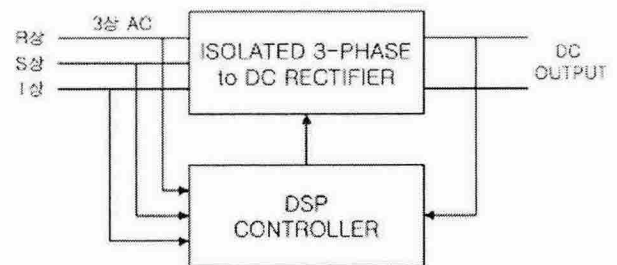 3상 AC
R상
S상
T상
ISOLATED 3-PHASE
to DC RECTIFIER
DC
OUTPUT
DSP
CONTROLLER